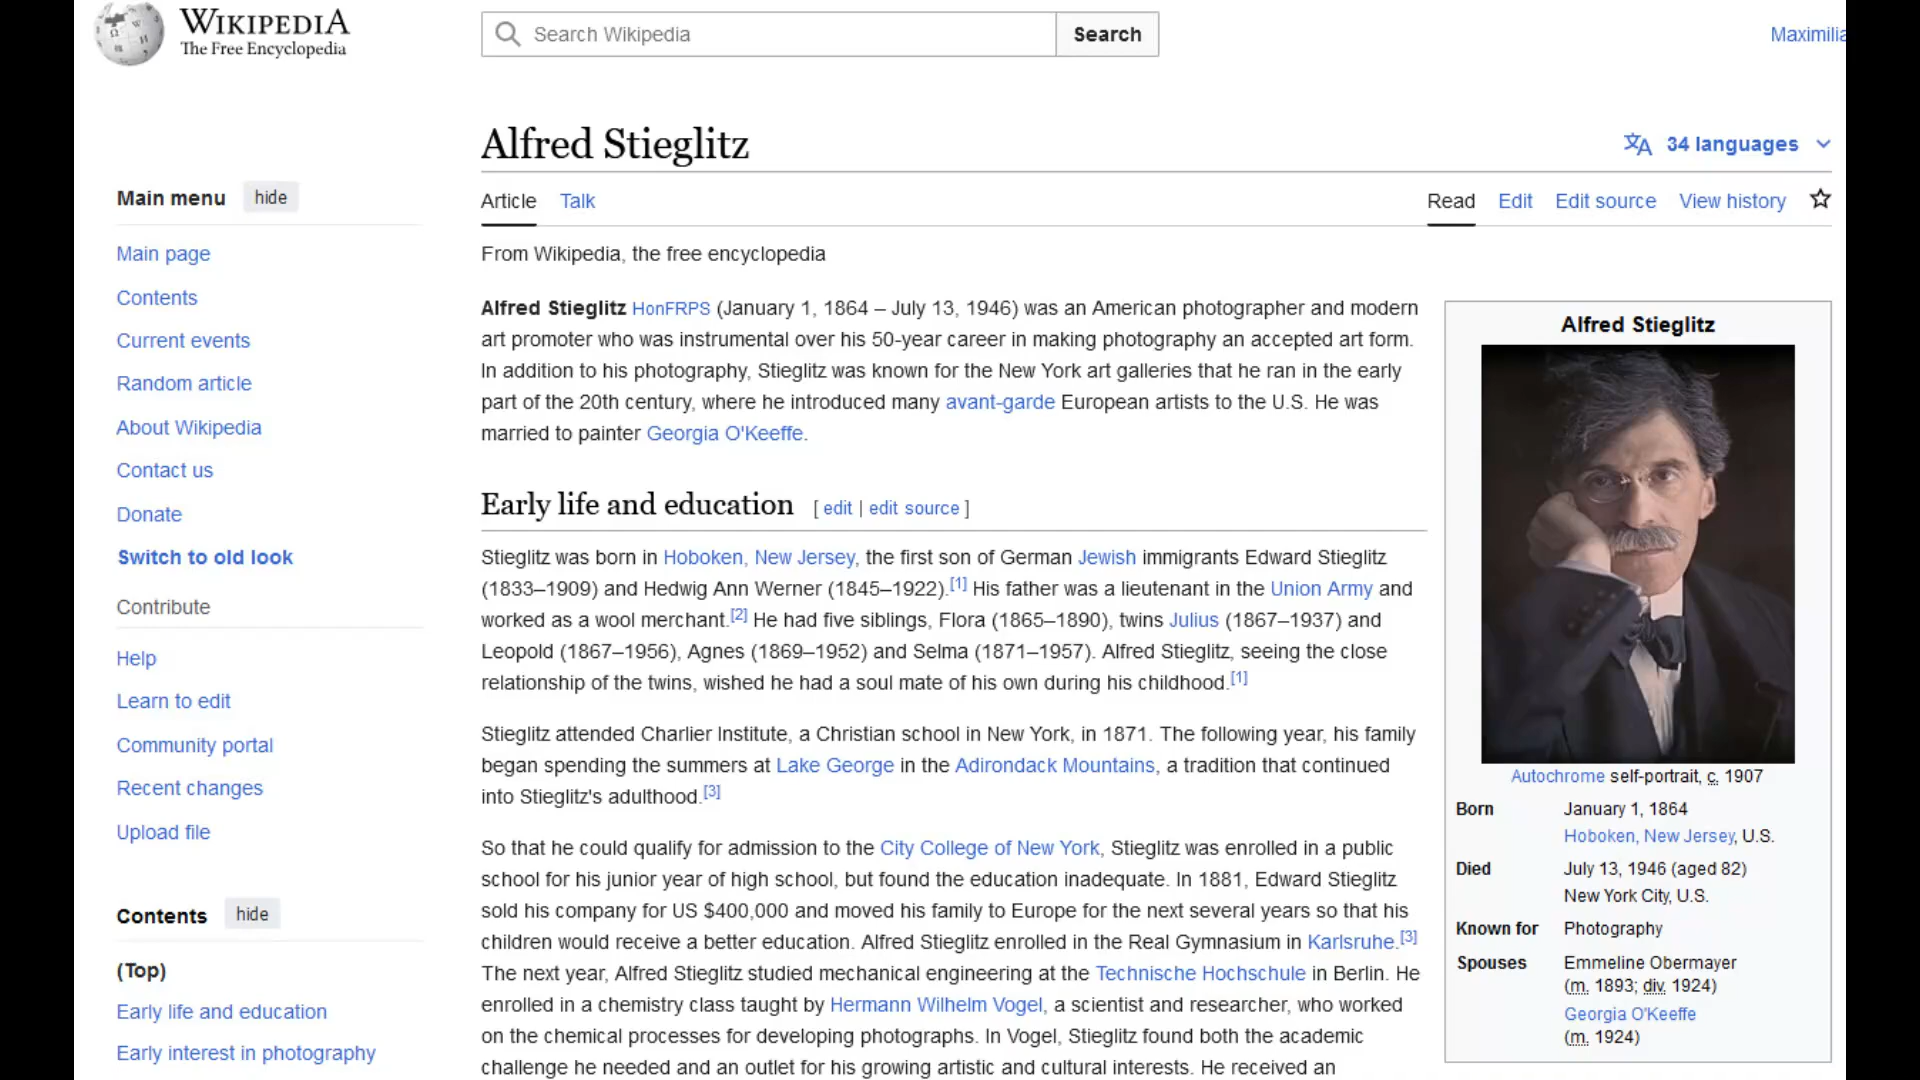 WIKIPEDIA
The Free Encyclopedia
Search Wikipedia
Search
Maximilia
Alfred Stieglitz
34 languages
Main menu
hide
Article
Talk
Read
Edit
Edit source
View history
Main page
Contents
Current events
Random article
About Wikipedia
Contact us
Donate
Switch to old look
Contribute
Help
Learn to edit
Community portal
Recent changes
Upload file
Contents
hide
(Top)
Early life and education
Early interest in photography
From Wikipedia, the free encyclopedia
Alfred Stieglitz HonFRPS (January 1, 1864 – July 13, 1946) was an American photographer and modern
art promoter who was instrumental over his 50-year career in making photography an accepted art form.
In addition to his photography, Stieglitz was known for the New York art galleries that he ran in the early
part of the 20th century, where he introduced many avant-garde European artists to the U.S. He was
married to painter Georgia O'Keeffe.
Early life and education [ edit | edit source ]
Stieglitz was born in Hoboken, New Jersey, the first son of German Jewish immigrants Edward Stieglitz
(1833–1909) and Hedwig Ann Werner (1845–1922).[1] His father was a lieutenant in the Union Army and
worked as a wool merchant.[2] He had five siblings, Flora (1865–1890), twins Julius (1867–1937) and
Leopold (1867–1956), Agnes (1869–1952) and Selma (1871–1957). Alfred Stieglitz, seeing the close
relationship of the twins, wished he had a soul mate of his own during his childhood.[1]
Stieglitz attended Charlier Institute, a Christian school in New York, in 1871. The following year, his family
began spending the summers at Lake George in the Adirondack Mountains, a tradition that continued
into Stieglitz's adulthood.[3]
So that he could qualify for admission to the City College of New York, Stieglitz was enrolled in a public
school for his junior year of high school, but found the education inadequate. In 1881, Edward Stieglitz
sold his company for US $400,000 and moved his family to Europe for the next several years so that his
children would receive a better education. Alfred Stieglitz enrolled in the Real Gymnasium in Karlsruhe.[3]
The next year, Alfred Stieglitz studied mechanical engineering at the Technische Hochschule in Berlin. He
enrolled in a chemistry class taught by Hermann Wilhelm Vogel, a scientist and researcher, who worked
on the chemical processes for developing photographs. In Vogel, Stieglitz found both the academic
challenge he needed and an outlet for his growing artistic and cultural interests. He received an
Alfred Stieglitz
Autochrome self-portrait, c. 1907
Born January 1, 1864
Hoboken, New Jersey, U.S.
Died July 13, 1946 (aged 82)
New York City, U.S.
Known for Photography
Spouses Emmeline Obermayer
(m. 1893; div. 1924)
Georgia O'Keeffe
(m. 1924)